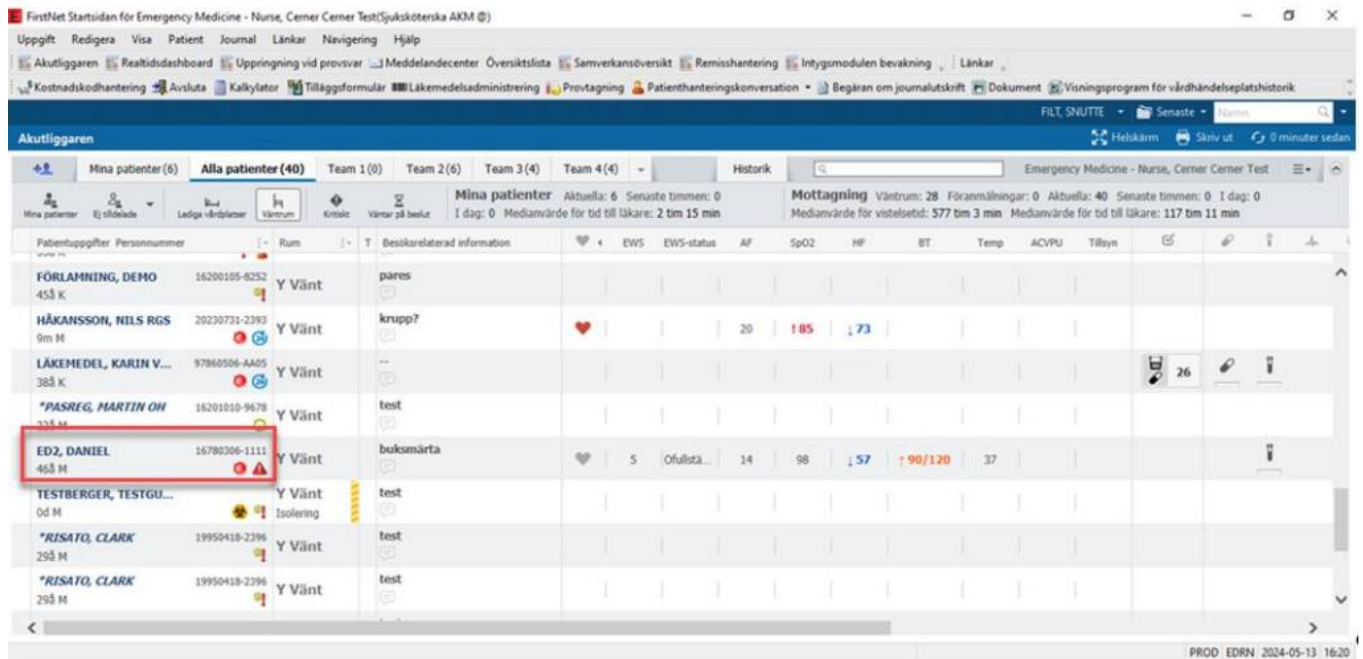 FirstNet Startsidan för Emergency Medicine - Nurse, Cerner Cerner Test(Sjuksköterska AKM @)
Uppgift Redigera Visa Patient Journal Länkar Navigering Hjälp
Akutliggaren Realtidsdashboard Uppringning vid provsvar Meddelandecenter Översiktslista Samverkansöversikt Remisshantering Intygsmodulen bevakning Länkar
Kostnadskodhantering Avsluta Kalkylator Tilläggsformulär Läkemedelsadministrering Provtagning Patienthanteringskonversation Begäran om journalutskrift Dokument Visningsprogram för vårdhändelseplatshistorik
FILT, SNUTTE Senaste Namn
Akutliggaren Helskärm Skriv ut 0 minuter sedan
Mina patienter (6) Alla patienter (40) Team 1 (0) Team 2 (6) Team 3 (4) Team 4 (4) Historik Emergency Medicine - Nurse, Cerner Cerner Test
Mina patienter Ej tilldelade Lediga vårdplatser Väntrum Kritiskt Väntar på beslut
Mina patienter Aktuella: 6 Senaste timmen: 0
I dag: 0 Medianvärde för tid till läkare: 2 tim 15 min
Mottagning Väntrum: 28 Föranmälningar: 0 Aktuella: 40 Senaste timmen: 0 I dag: 0
Medianvärde för vistelsetid: 577 tim 3 min Medianvärde för tid till läkare: 117 tim 11 min
Patientuppgifter Personnummer Rum T Besöksrelaterad information EWS EWS-status AF SpO2 HF BT Temp ACVPU Tillsyn
FÖRLAMNING, DEMO 16200105-8252 Y Vänt pares
45å K
HÅKANSSON, NILS RGS 20230731-2393 Y Vänt krupp? 20 ↑85 ↓73
9m M
LÄKEMEDEL, KARIN V... 97860506-AA05 Y Vänt -- 26
38å K
*PASREG, MARTIN OH 16201010-9678 Y Vänt test
ED2, DANIEL 16780306-1111 Y Vänt buksmärta 5 Ofullstä... 14 98 ↓57 ↑90/120 37
46å M
TESTBERGER, TESTGU... Y Vänt test
0d M Isolering
*RISATO, CLARK 19950418-2396 Y Vänt test
29å M
*RISATO, CLARK 19950418-2396 Y Vänt test
29å M
PROD EDRN 2024-05-13 16:20